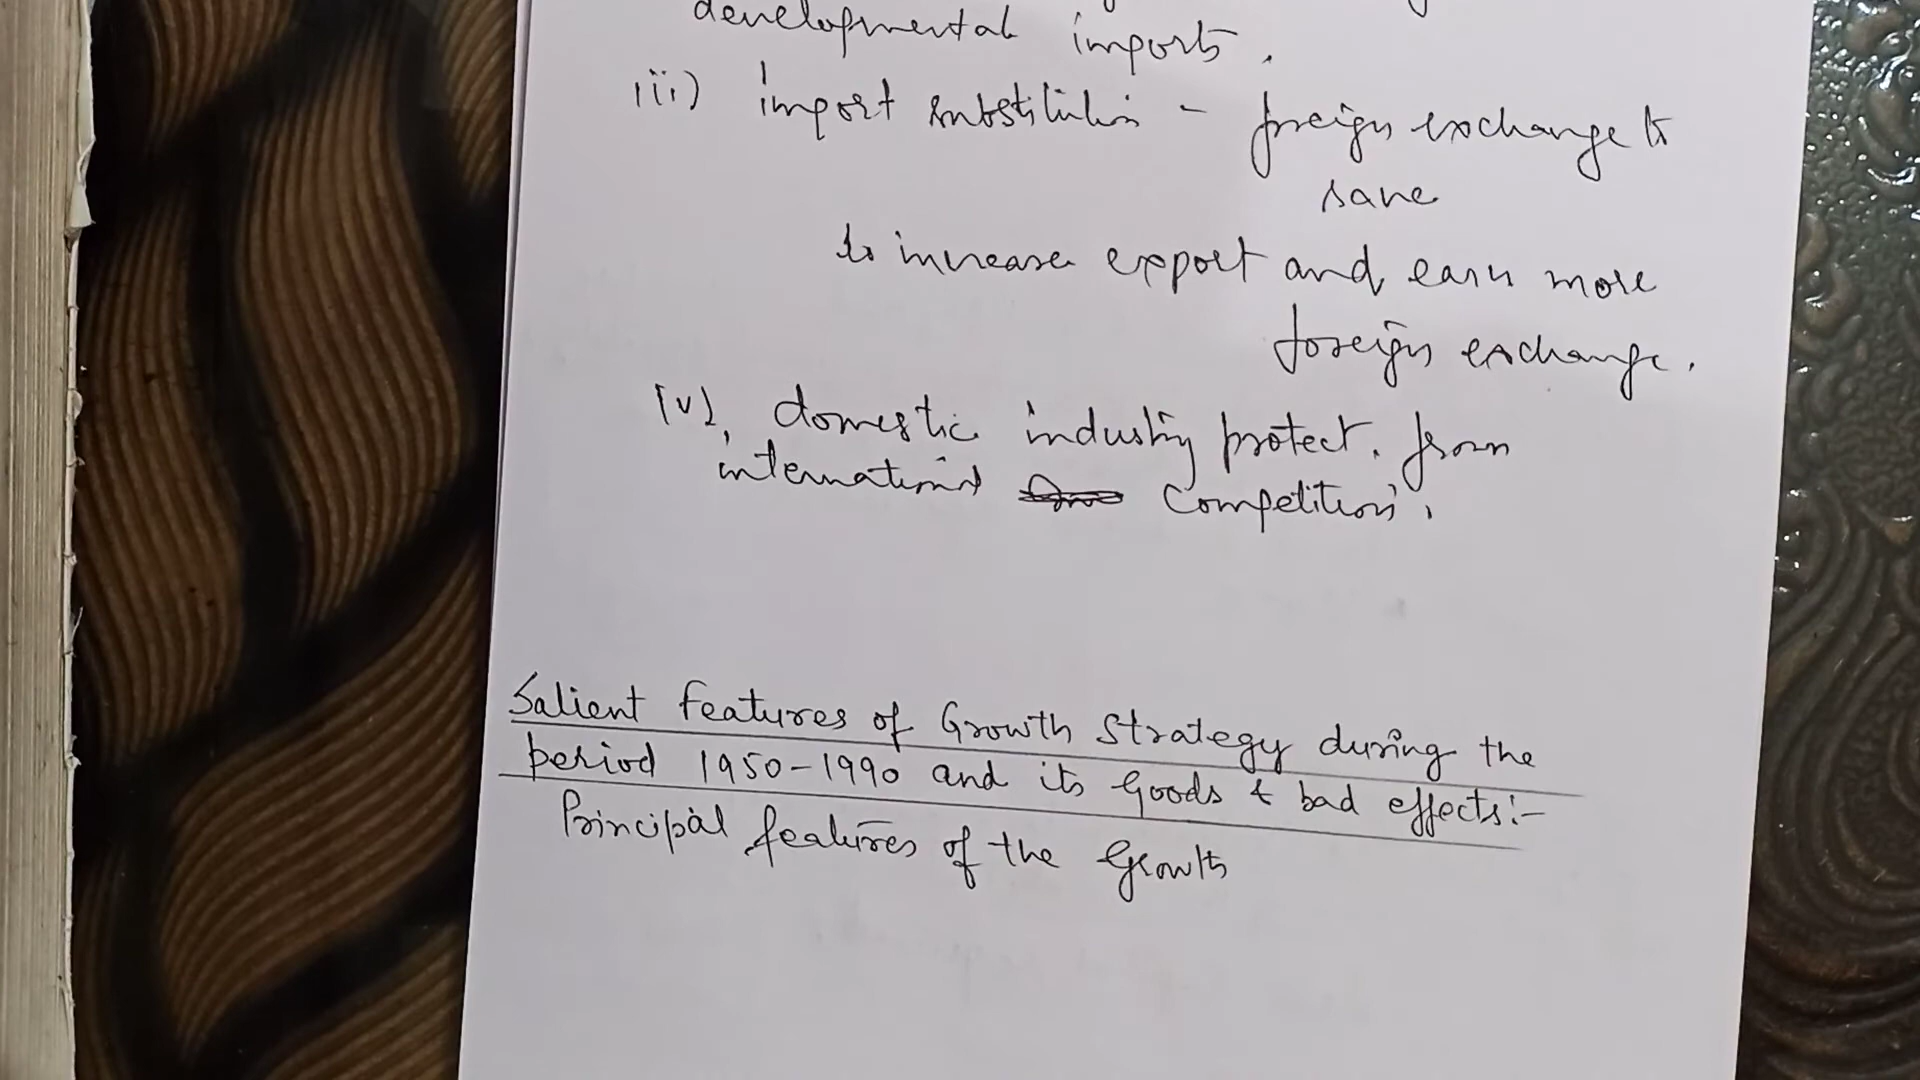 developmental imports.
iii) import substitution - foreign exchange to
save
to increase export and earn more
foreign exchange.
iv), domestic industry protect. from
international competition.
Salient features of Growth Strategy during the
period 1950-1990 and its Goods & bad effects:-
Principal features of the Growth